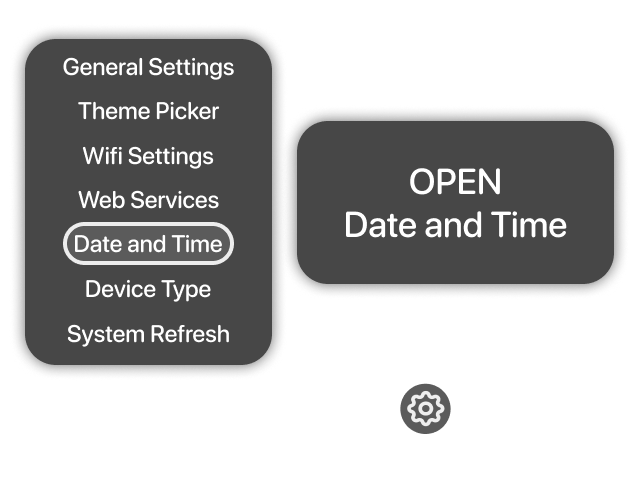 General Settings
Theme Picker
Wifi Settings
Web Services
Date and Time
Device Type
System Refresh
OPEN
Date and Time